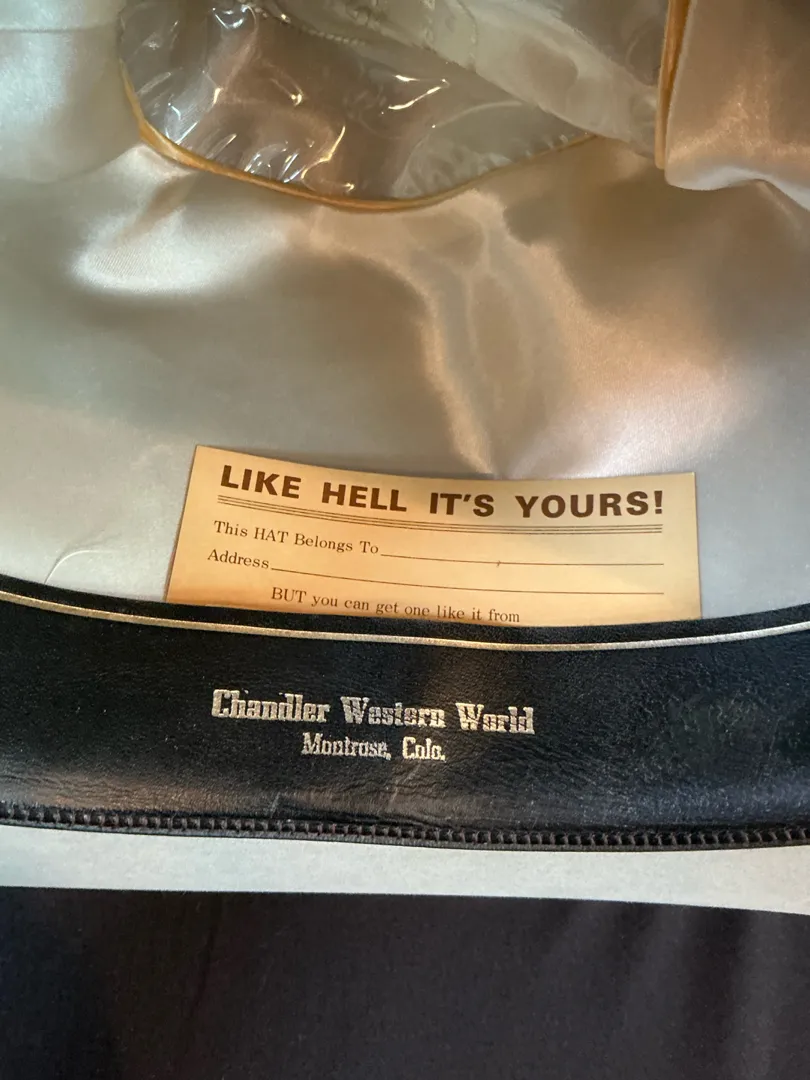 LIKE HELL IT'S YOURS!
This HAT Belongs To
Address
BUT you can get one like it from
Chandler Western World
Montrose, Colo.